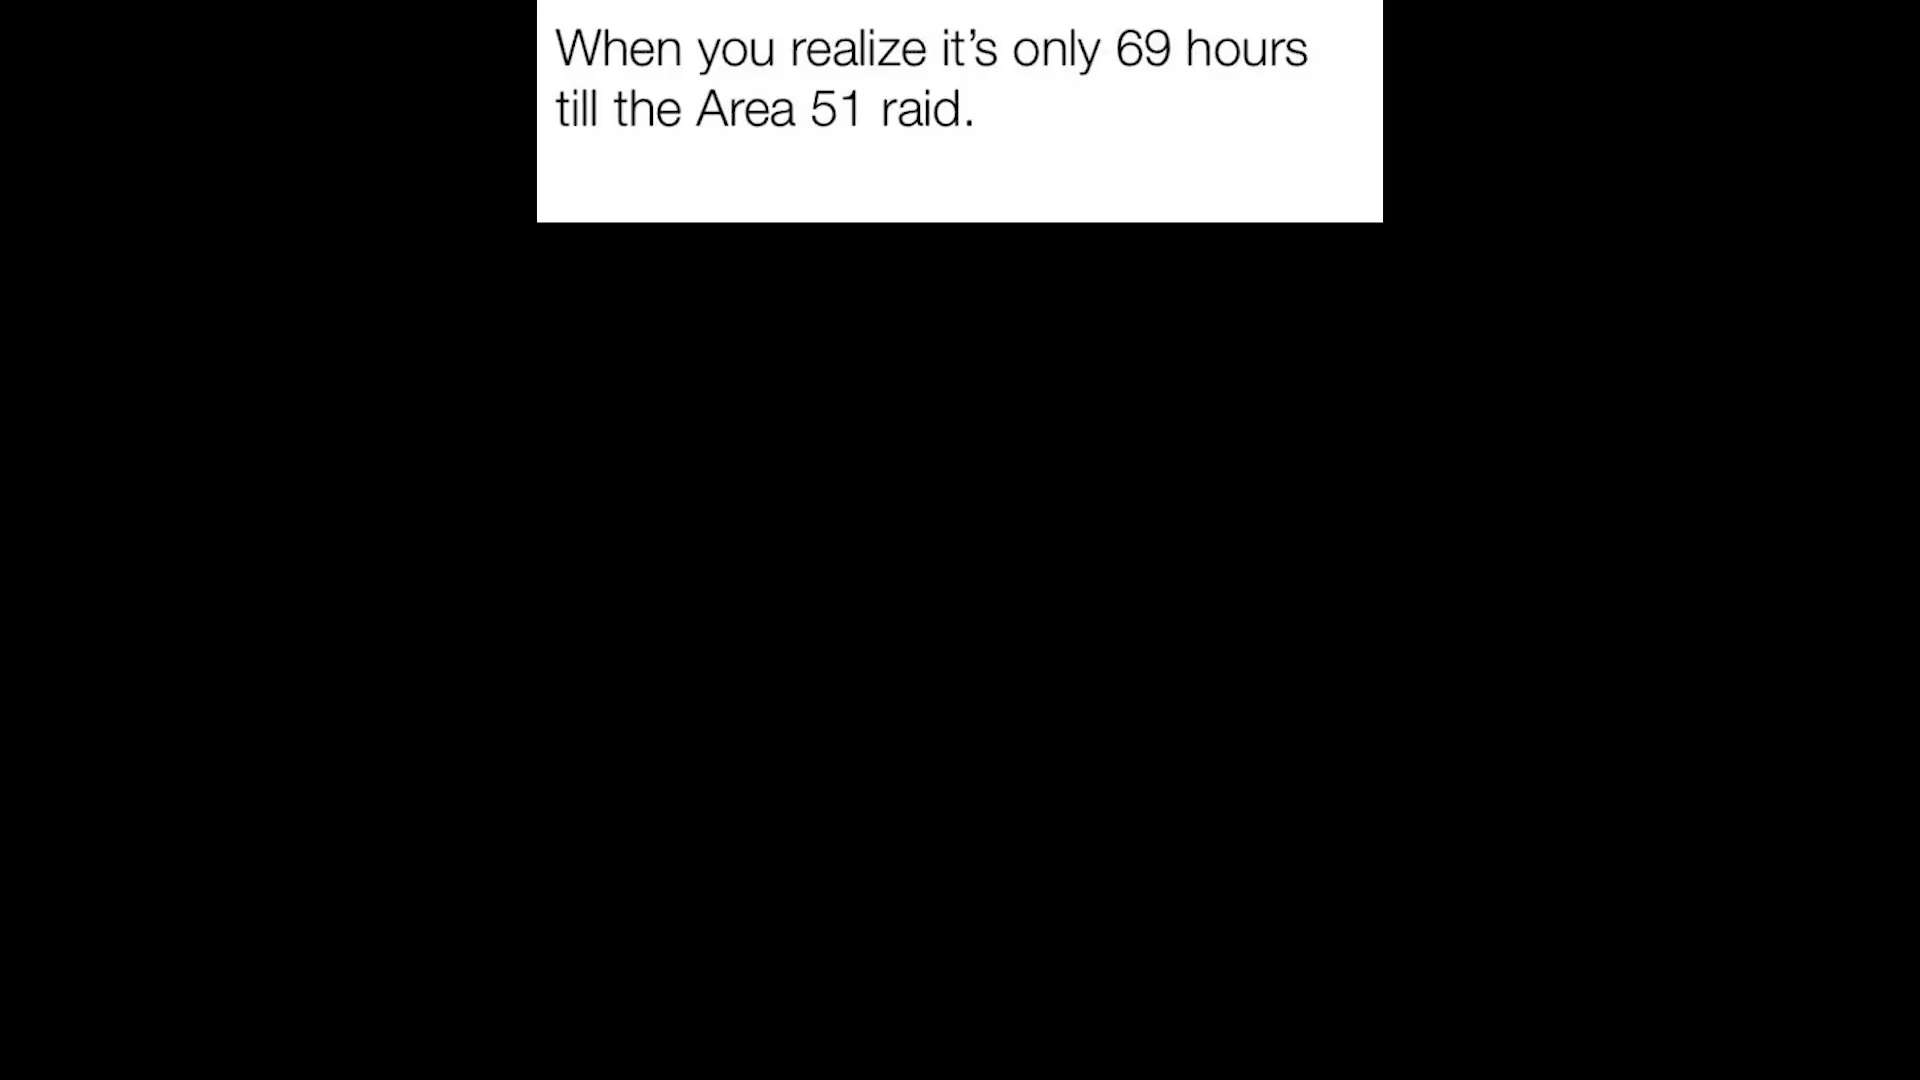 When you realize it’s only 69 hours
till the Area 51 raid.